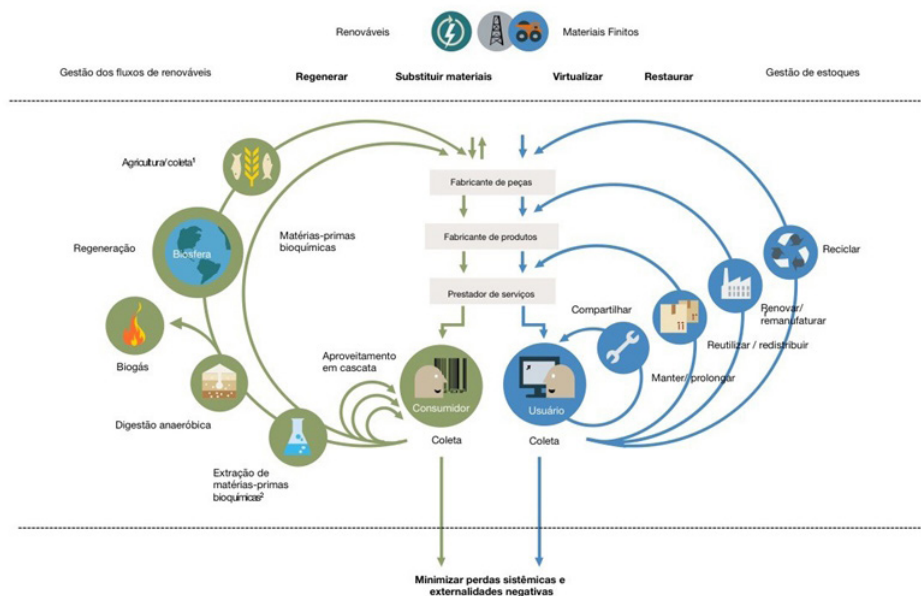 Renováveis
Materiais Finitos
Gestão dos fluxos de renováveis
Regenerar
Substituir materiais
Virtualizar
Restaurar
Gestão de estoques
Agricultura/coleta¹
Fabricante de peças
Matérias-primas
bioquímicas
Fabricante de produtos
Regeneração
Biosfera
Reciclar
Prestador de serviços
Compartilhar
Renovar/
remanufaturar
Reutilizar / redistribuir
Biogás
Aproveitamento
em cascata
Manter/prolongar
Consumidor
Usuário
Digestão anaeróbica
Coleta
Coleta
Extração de
matérias-primas
bioquímicas²
Minimizar perdas sistêmicas e
externalidades negativas